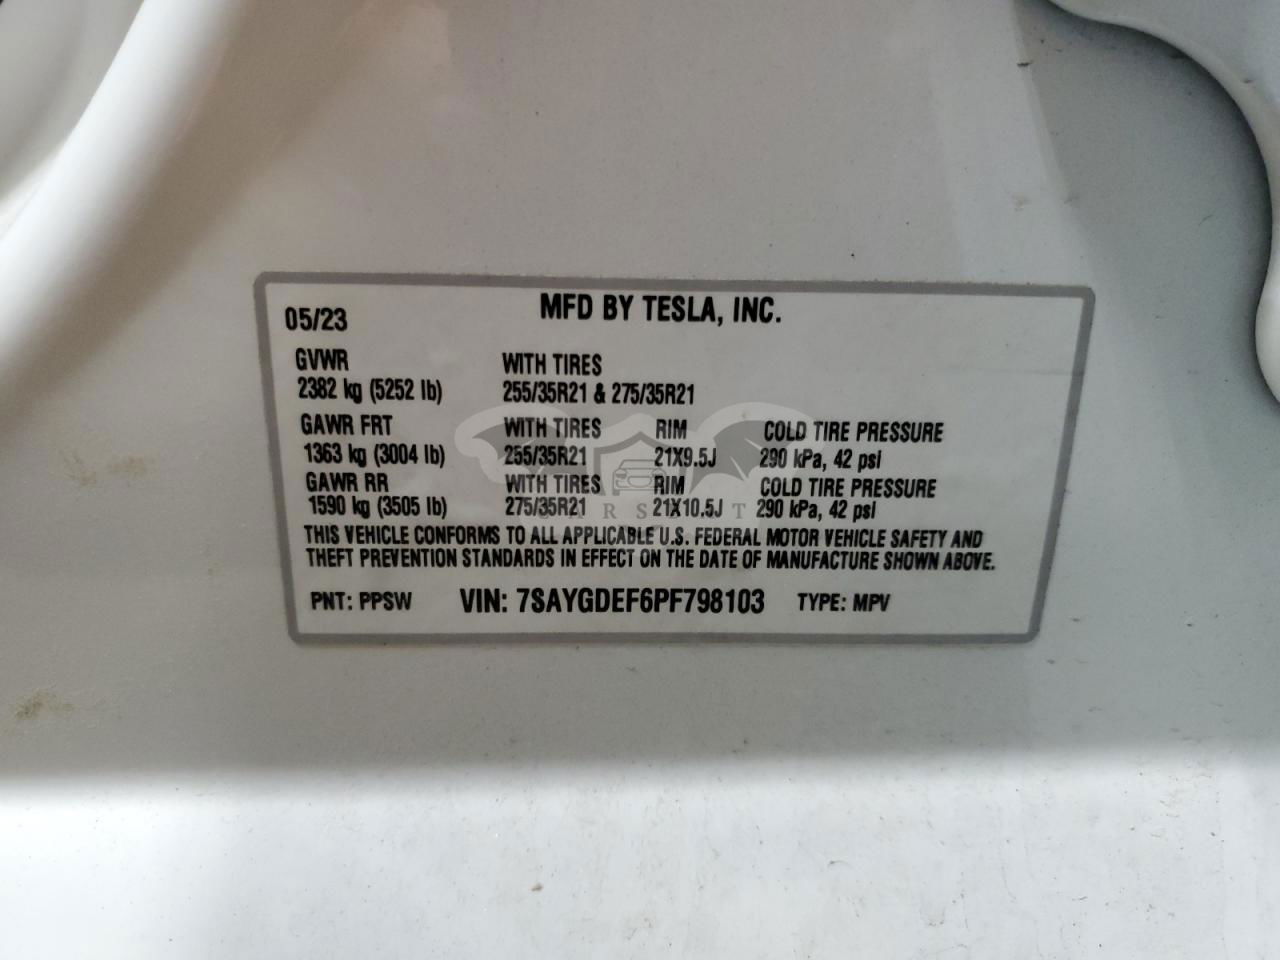 05/23 MFD BY TESLA, INC.
GVWR WITH TIRES
2382 kg (5252 lb) 255/35R21 & 275/35R21
GAWR FRT WITH TIRES RIM COLD TIRE PRESSURE
1363 kg (3004 lb) 255/35R21 21X9.5J 290 kPa, 42 psi
GAWR RR WITH TIRES RIM COLD TIRE PRESSURE
1590 kg (3505 lb) 275/35R21 21X10.5J 290 kPa, 42 psi
THIS VEHICLE CONFORMS TO ALL APPLICABLE U.S. FEDERAL MOTOR VEHICLE SAFETY AND
THEFT PREVENTION STANDARDS IN EFFECT ON THE DATE OF MANUFACTURE SHOWN ABOVE.
PNT: PPSW VIN: 7SAYGDEF6PF798103 TYPE: MPV